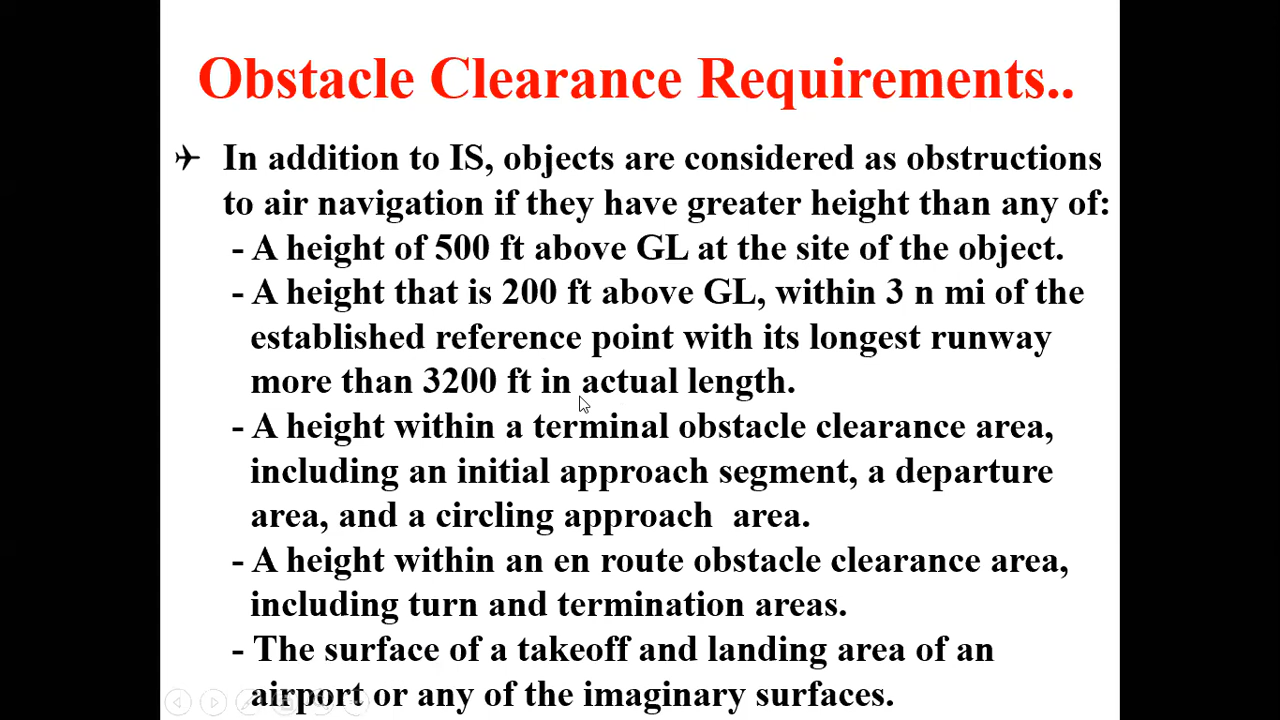 Obstacle Clearance Requirements..
In addition to IS, objects are considered as obstructions
to air navigation if they have greater height than any of:
- A height of 500 ft above GL at the site of the object.
- A height that is 200 ft above GL, within 3 n mi of the
established reference point with its longest runway
more than 3200 ft in actual length.
- A height within a terminal obstacle clearance area,
including an initial approach segment, a departure
area, and a circling approach area.
- A height within an en route obstacle clearance area,
including turn and termination areas.
- The surface of a takeoff and landing area of an
airport or any of the imaginary surfaces.